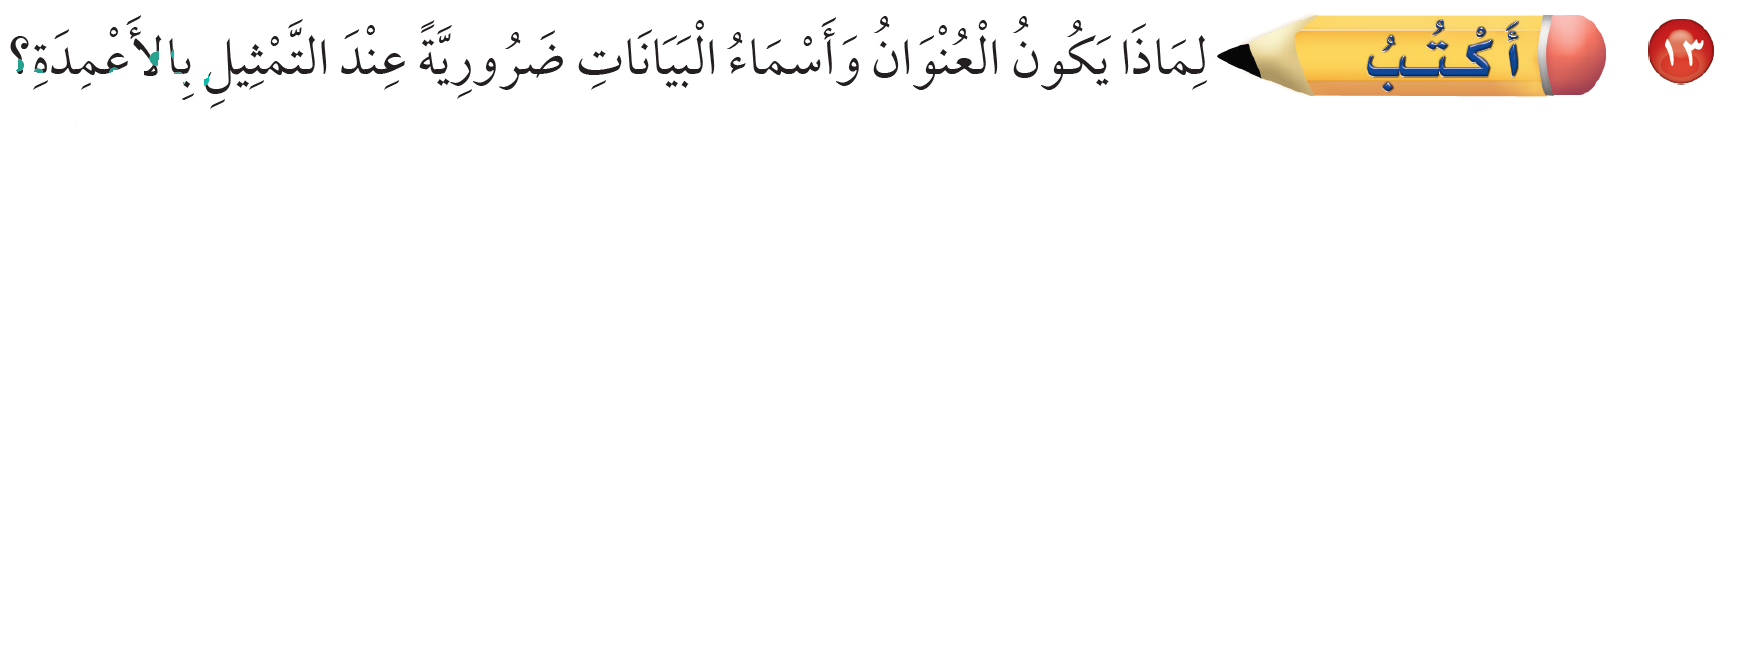 ١٣ أَكْتُبُ لِمَاذَا يَكُونُ الْعُنْوَانُ وَأَسْمَاءُ الْبَيَانَاتِ ضَرُورِيَّةً عِنْدَ التَّمْثِيلِ بِالأَعْمِدَةِ؟